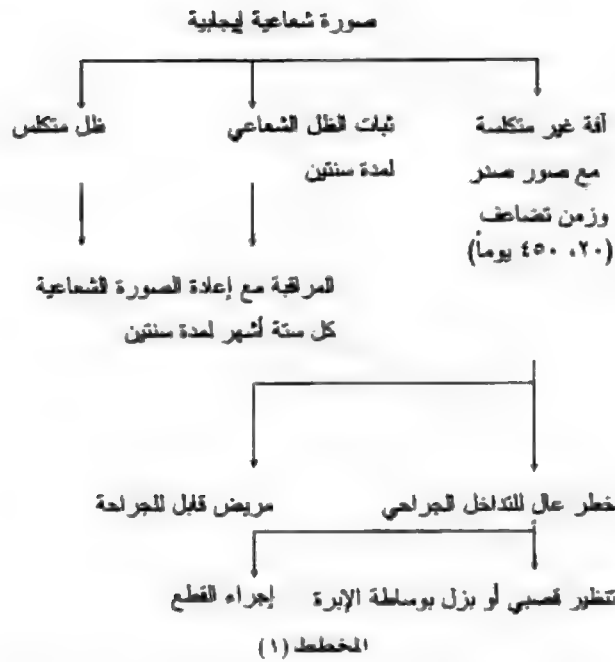 صورة شعاعية إيجابية
آفة غير متكلسة
مع صور صدر
وزمن تضاعف
(٢٠، ٤٥٠ يوماً)
ثبات الظل الشعاعي
لمدة سنتين
ظل متكلس
المراقبة مع إعادة الصورة الشعاعية
كل ستة أشهر لمدة سنتين
خطر عال للتداخل الجراحي
مريض قابل للجراحة
تنظير قصبي أو بزل بوساطة الإبرة
إجراء القطع
المخطط (١)